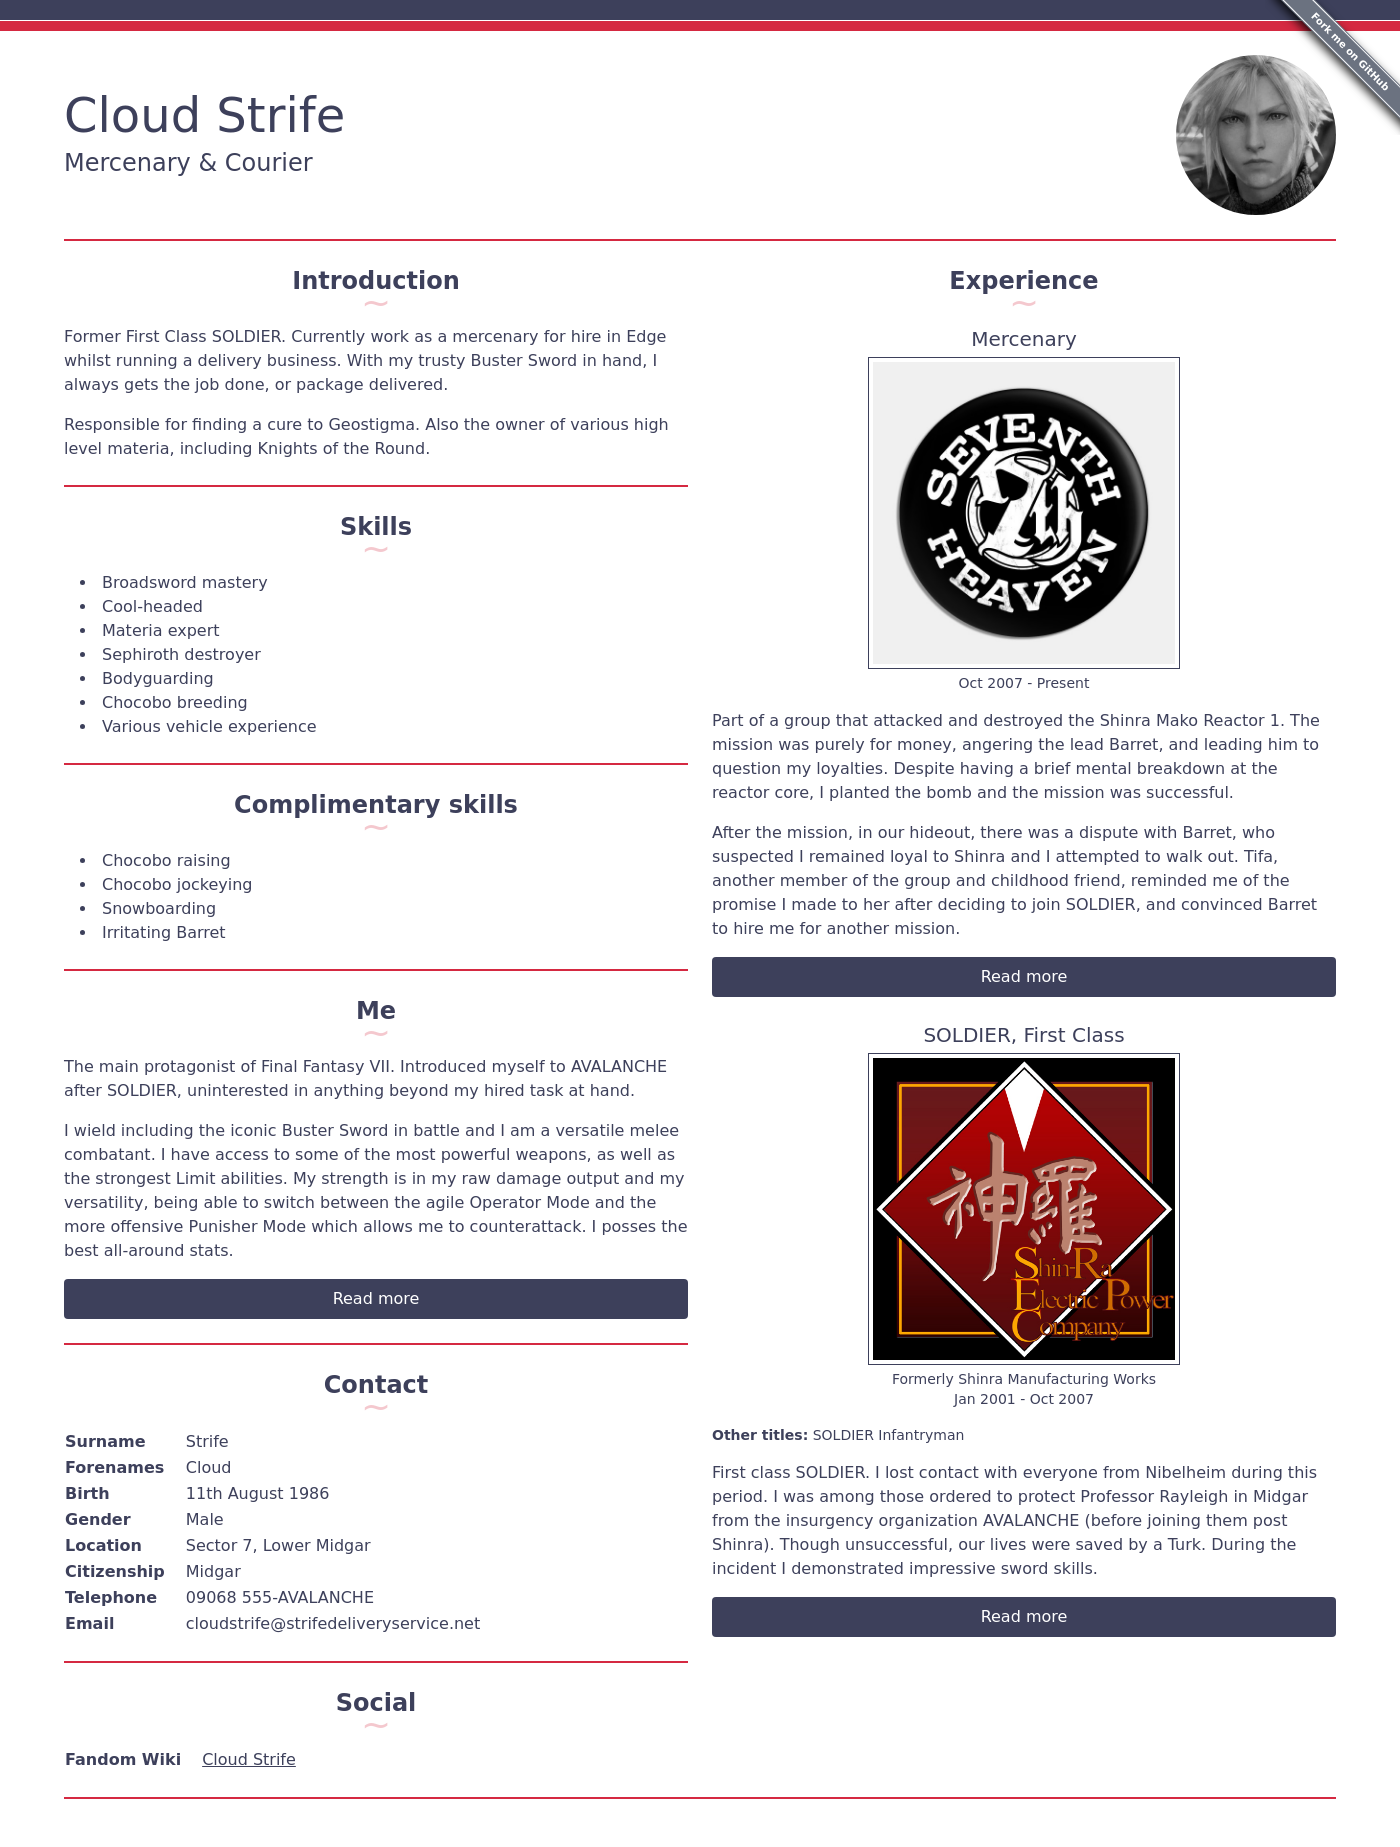 Fork me on GitHub
Cloud Strife
Mercenary & Courier
Introduction
~
Former First Class SOLDIER. Currently work as a mercenary for hire in Edge
whilst running a delivery business. With my trusty Buster Sword in hand, I
always gets the job done, or package delivered.
Responsible for finding a cure to Geostigma. Also the owner of various high
level materia, including Knights of the Round.
Skills
~
• Broadsword mastery
• Cool-headed
• Materia expert
• Sephiroth destroyer
• Bodyguarding
• Chocobo breeding
• Various vehicle experience
Complimentary skills
~
• Chocobo raising
• Chocobo jockeying
• Snowboarding
• Irritating Barret
Me
~
The main protagonist of Final Fantasy VII. Introduced myself to AVALANCHE
after SOLDIER, uninterested in anything beyond my hired task at hand.
I wield including the iconic Buster Sword in battle and I am a versatile melee
combatant. I have access to some of the most powerful weapons, as well as
the strongest Limit abilities. My strength is in my raw damage output and my
versatility, being able to switch between the agile Operator Mode and the
more offensive Punisher Mode which allows me to counterattack. I posses the
best all-around stats.
Read more
Contact
~
Surname Strife
Forenames Cloud
Birth 11th August 1986
Gender Male
Location Sector 7, Lower Midgar
Citizenship Midgar
Telephone 09068 555-AVALANCHE
Email cloudstrife@strifedeliveryservice.net
Social
~
Fandom Wiki Cloud Strife
Experience
~
Mercenary
SEVENTH
7th
HEAVEN
Oct 2007 - Present
Part of a group that attacked and destroyed the Shinra Mako Reactor 1. The
mission was purely for money, angering the lead Barret, and leading him to
question my loyalties. Despite having a brief mental breakdown at the
reactor core, I planted the bomb and the mission was successful.
After the mission, in our hideout, there was a dispute with Barret, who
suspected I remained loyal to Shinra and I attempted to walk out. Tifa,
another member of the group and childhood friend, reminded me of the
promise I made to her after deciding to join SOLDIER, and convinced Barret
to hire me for another mission.
Read more
SOLDIER, First Class
神羅
Shin-Ra
Electric Power
Company
Formerly Shinra Manufacturing Works
Jan 2001 - Oct 2007
Other titles: SOLDIER Infantryman
First class SOLDIER. I lost contact with everyone from Nibelheim during this
period. I was among those ordered to protect Professor Rayleigh in Midgar
from the insurgency organization AVALANCHE (before joining them post
Shinra). Though unsuccessful, our lives were saved by a Turk. During the
incident I demonstrated impressive sword skills.
Read more